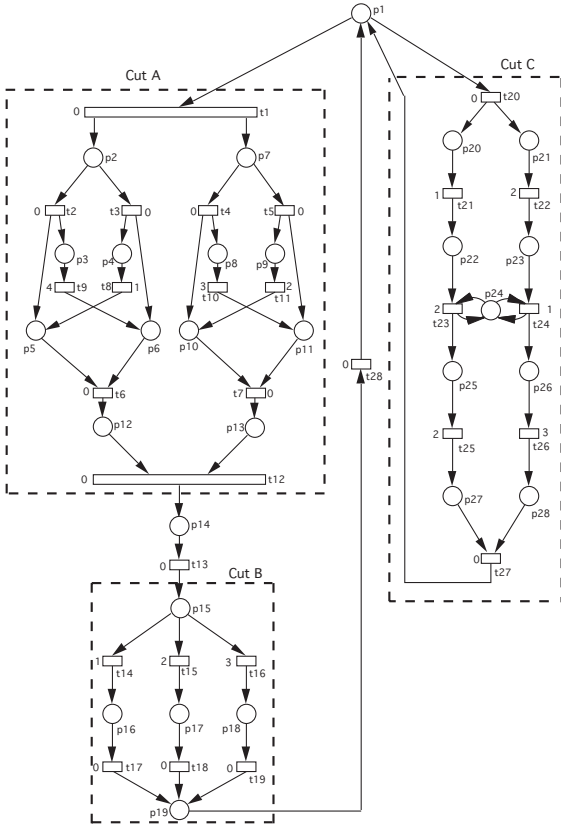 p1
Cut A
Cut C
0 t1
0 t20
p2
p7
p20
p21
0 t2
t3 0
0 t4
t5 0
1 t21
2 t22
p3
p4
p8
p9
p22
p23
4 t9
t8 1
3 t10
2 t11
p24
2 t23
1 t24
p5
p6
p10
p11
0 t28
p25
p26
0 t6
t7 0
p12
p13
2 t25
3 t26
0 t12
p27
p28
p14
0 t27
0 t13
Cut B
p15
1 t14
2 t15
3 t16
p16
p17
p18
0 t17
0 t18
0 t19
p19